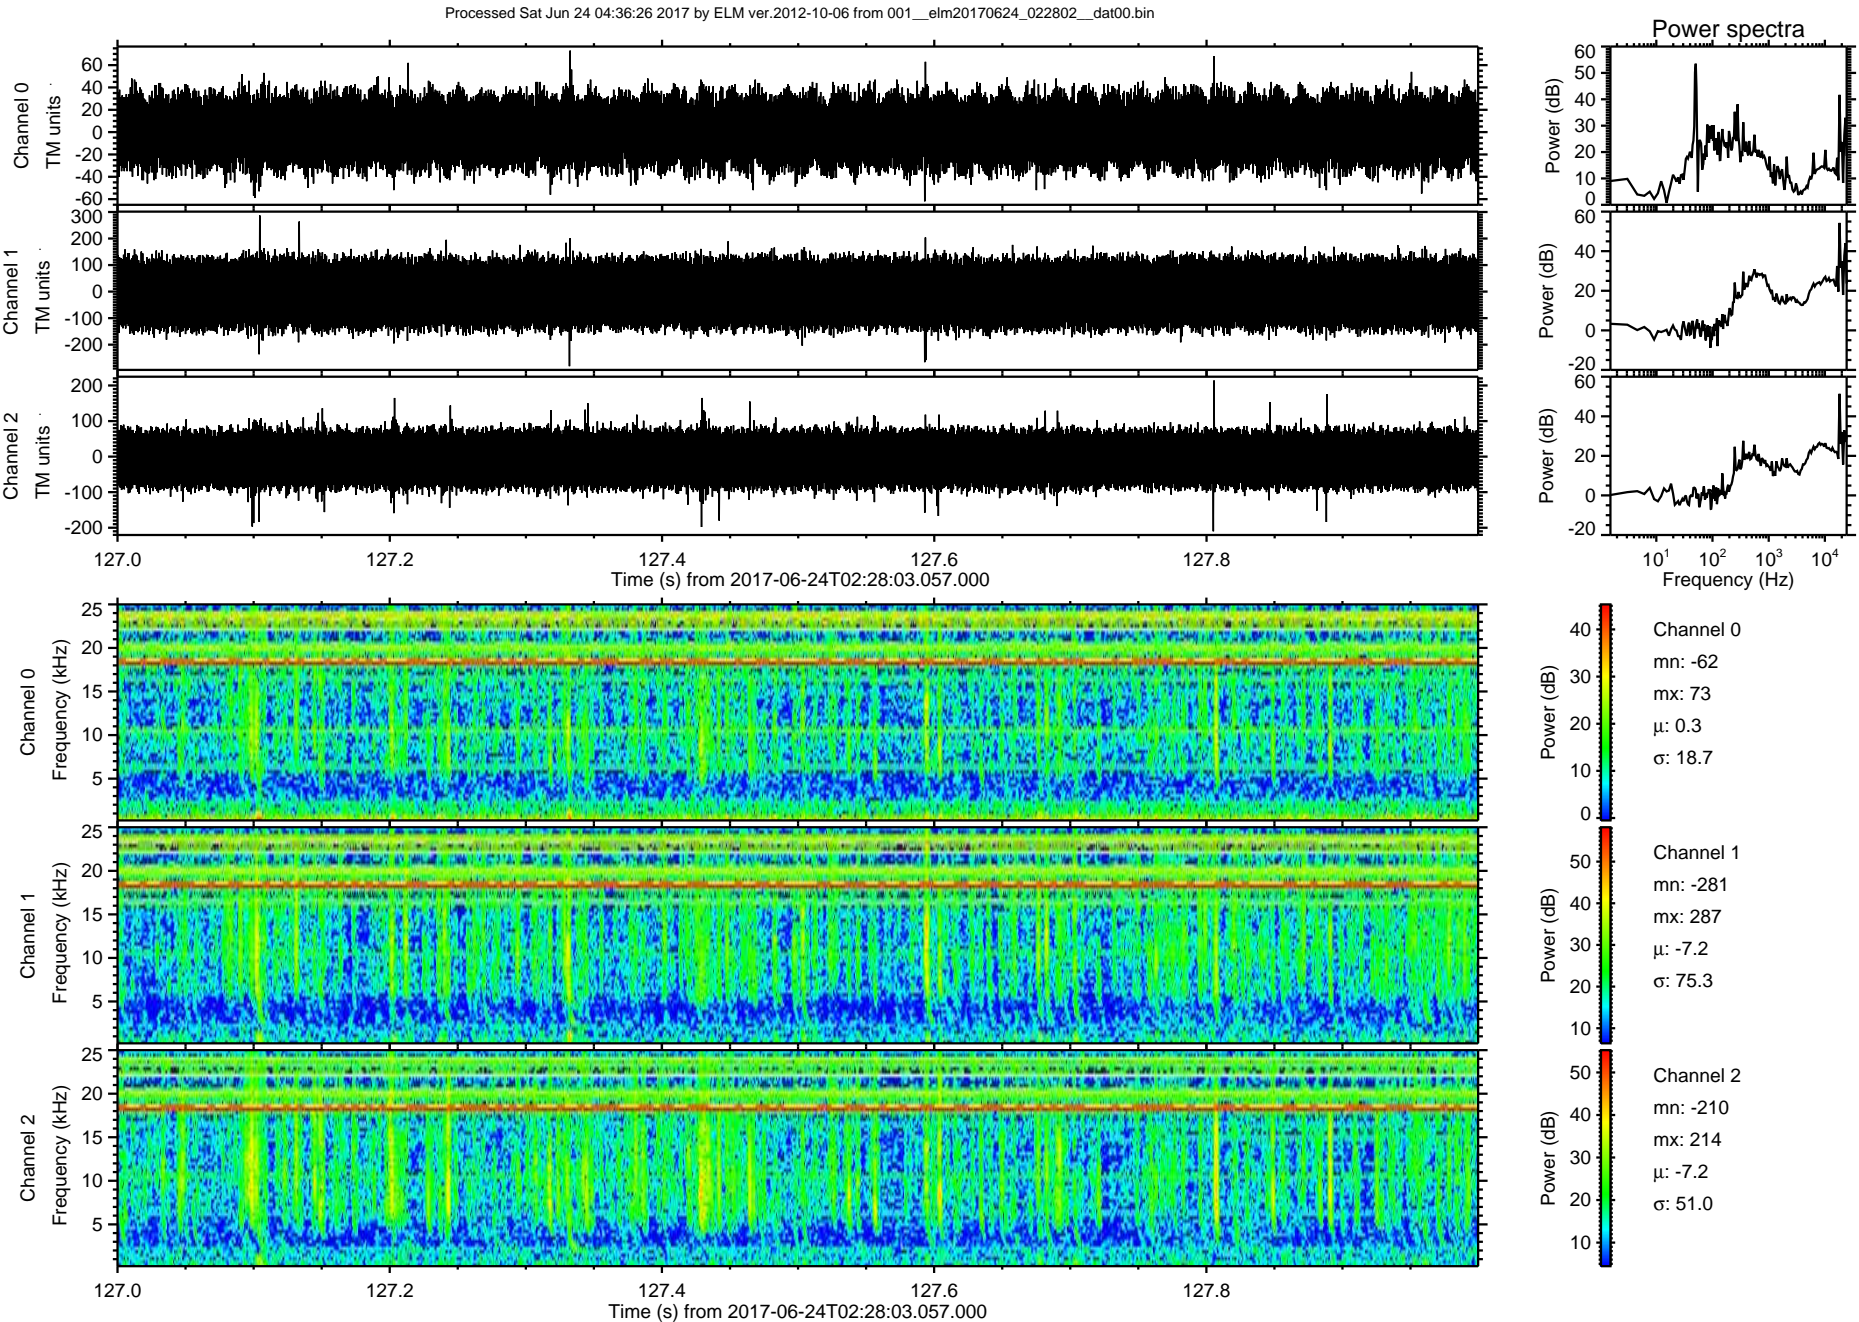 Processed Sat Jun 24 04:36:26 2017 by ELM ver.2012-10-06 from 001__elm20170624_022802__dat00.bin
Power spectra
Channel 0
TM units
60
40
20
0
-20
-40
-60
Power (dB)
60
50
40
30
20
10
0
Channel 1
TM units
300
200
100
0
-100
-200
Power (dB)
60
40
20
0
-20
Channel 2
TM units
200
100
0
-100
-200
Power (dB)
60
40
20
0
-20
127.0 127.2 127.4 127.6 127.8
Time (s) from 2017-06-24T02:28:03.057.000
10^1 10^2 10^3 10^4
Frequency (Hz)
Channel 0
Frequency (kHz)
25
20
15
10
5
Power (dB)
40
30
20
10
0
Channel 0
mn: -62
mx: 73
μ: 0.3
σ: 18.7
Channel 1
Frequency (kHz)
25
20
15
10
5
Power (dB)
50
40
30
20
10
Channel 1
mn: -281
mx: 287
μ: -7.2
σ: 75.3
Channel 2
Frequency (kHz)
25
20
15
10
5
Power (dB)
50
40
30
20
10
Channel 2
mn: -210
mx: 214
μ: -7.2
σ: 51.0
127.0 127.2 127.4 127.6 127.8
Time (s) from 2017-06-24T02:28:03.057.000